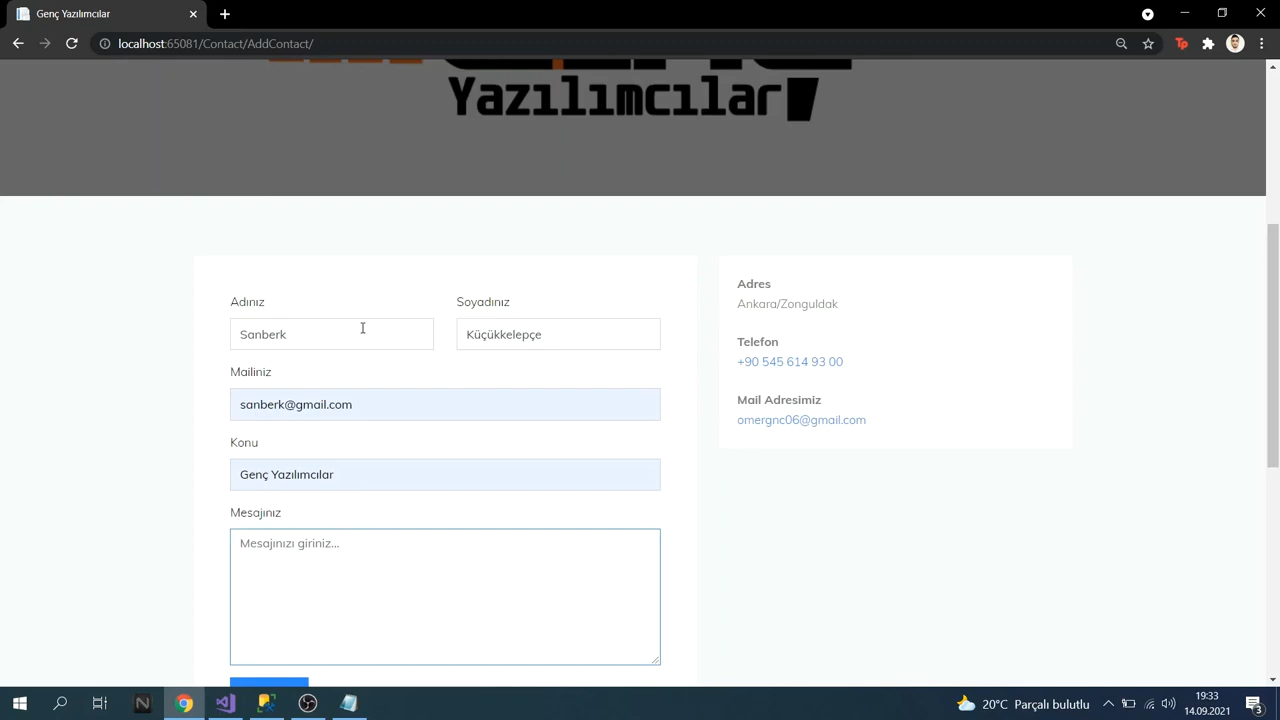 Genç Yazılımcılar
localhost:65081/Contact/AddContact/
Yazılımcılar
Adınız
Soyadınız
Sanberk
Küçükkelepçe
Mailiniz
sanberk@gmail.com
Konu
Genç Yazılımcılar
Mesajınız
Mesajınızı giriniz...
Adres
Ankara/Zonguldak
Telefon
+90 545 614 93 00
Mail Adresimiz
omergnc06@gmail.com
20°C Parçalı bulutlu
19:33
14.09.2021
3